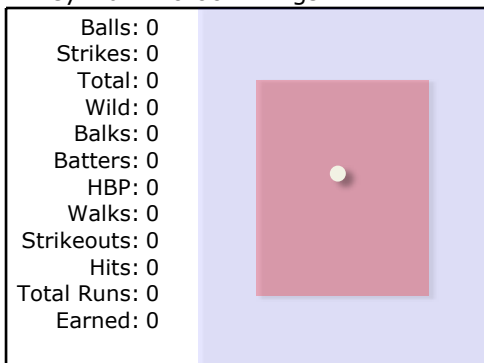 Balls: 0
Strikes: 0
Total: 0
Wild: 0
Balks: 0
Batters: 0
HBP: 0
Walks: 0
Strikeouts: 0
Hits: 0
Total Runs: 0
Earned: 0